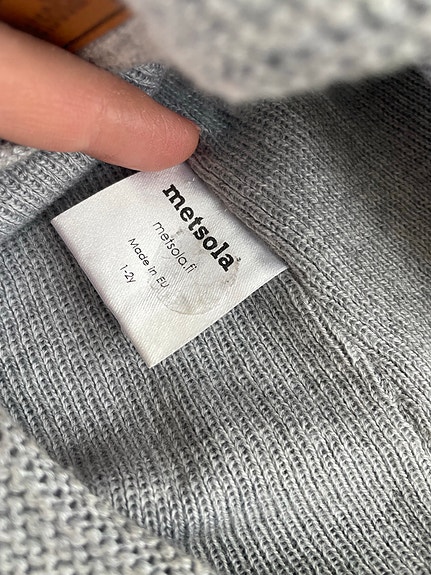 metsola
metsola.fi
Made in EU
1-2y